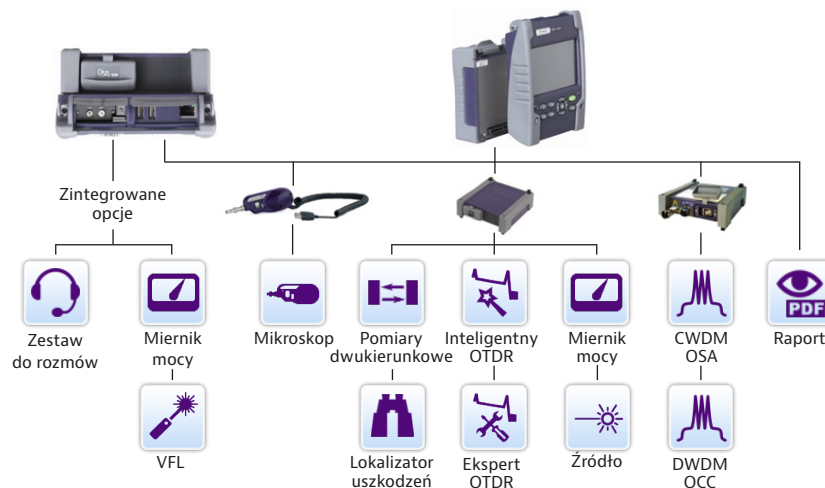 Zintegrowane
opcje
Zestaw
do rozmów
Miernik
mocy
Mikroskop
Pomiary
dwukierunkowe
Inteligentny
OTDR
Miernik
mocy
CWDM
OSA
PDF
Raport
VFL
Lokalizator
uszkodzeń
Ekspert
OTDR
Źródło
DWDM
OCC